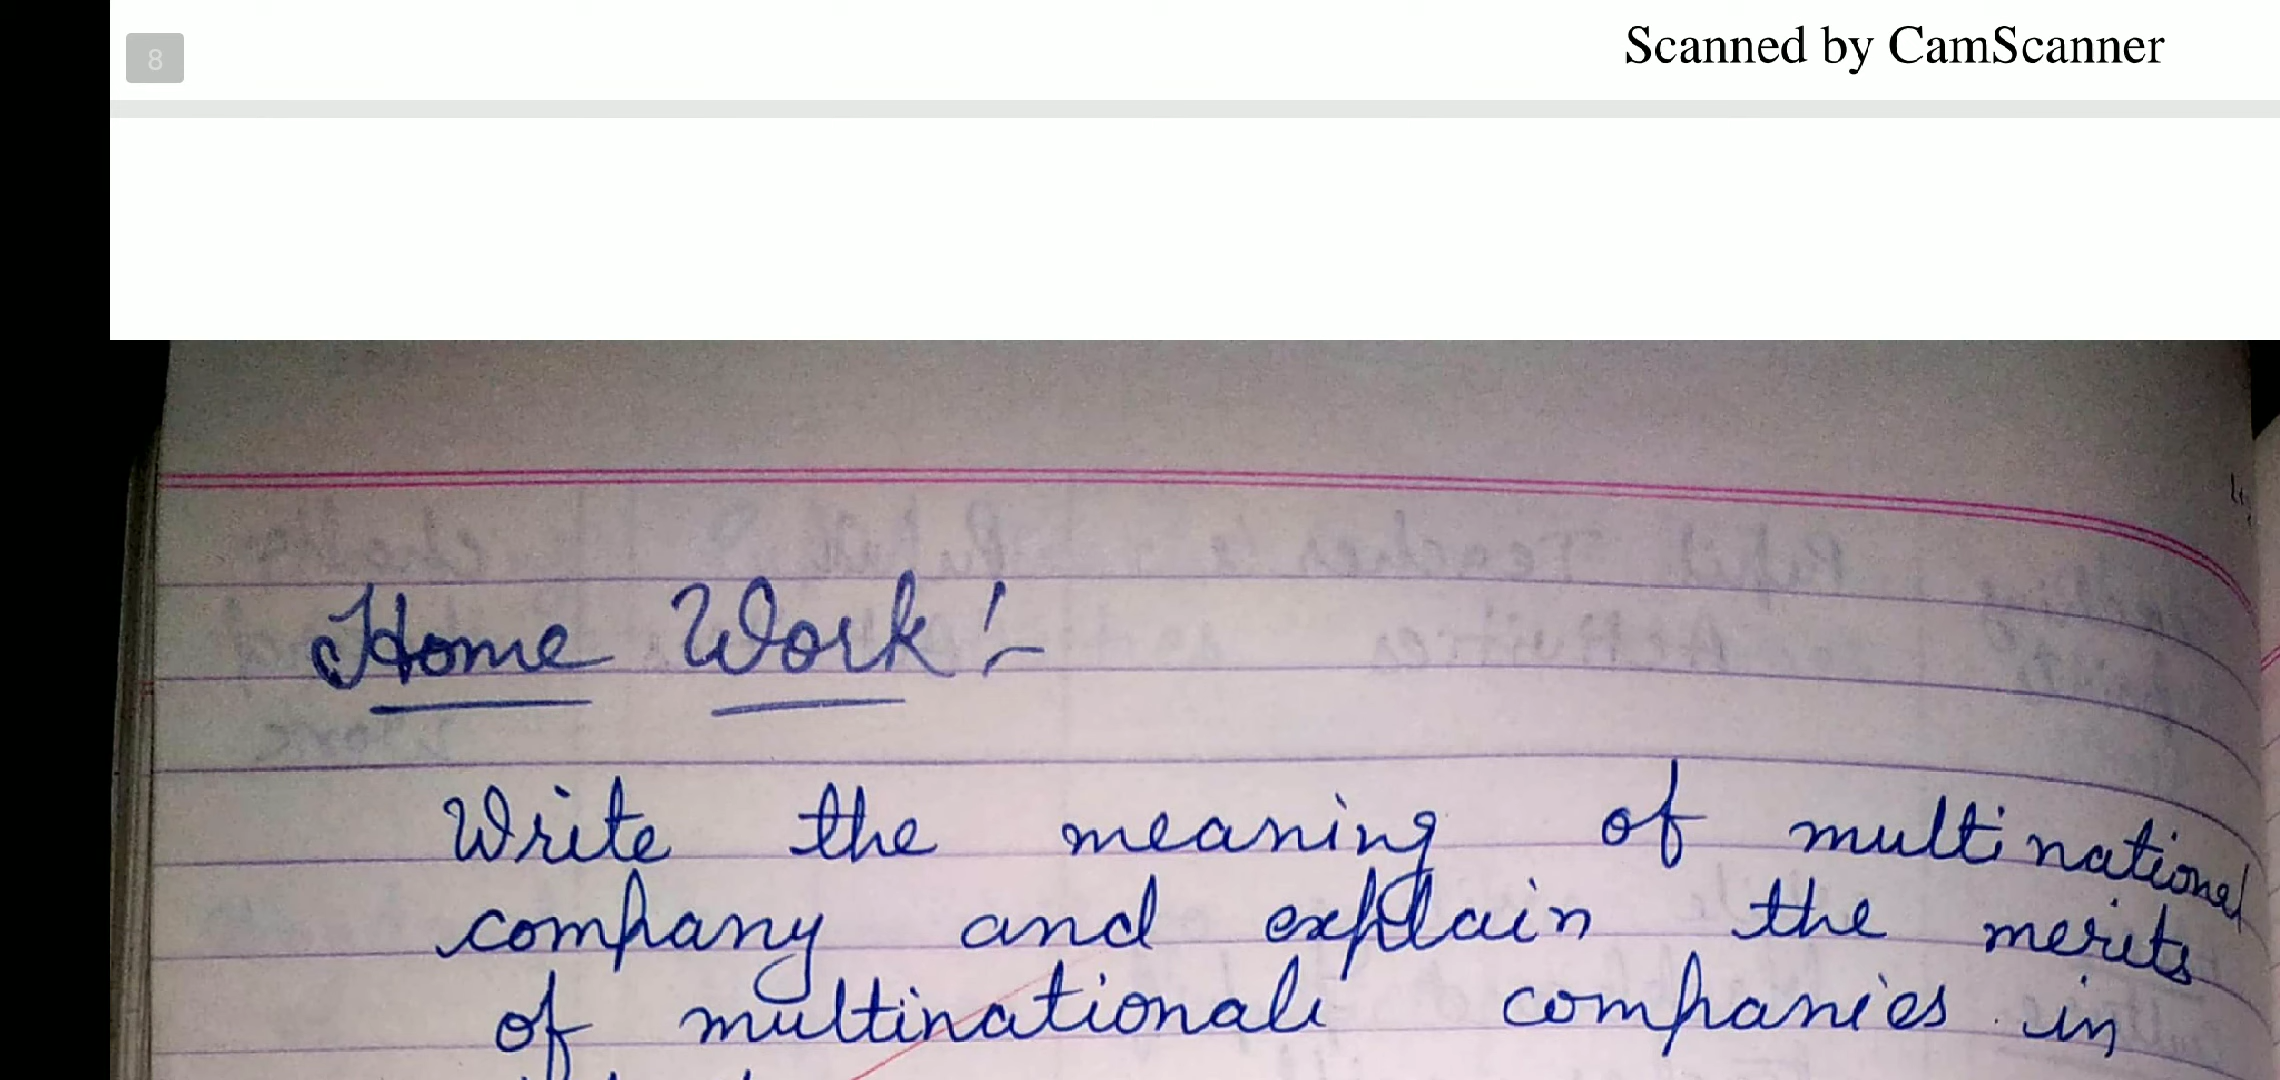 8
Scanned by CamScanner
Home Work :-
Write the meaning of multinational
company and explain the merits
of multinational companies in